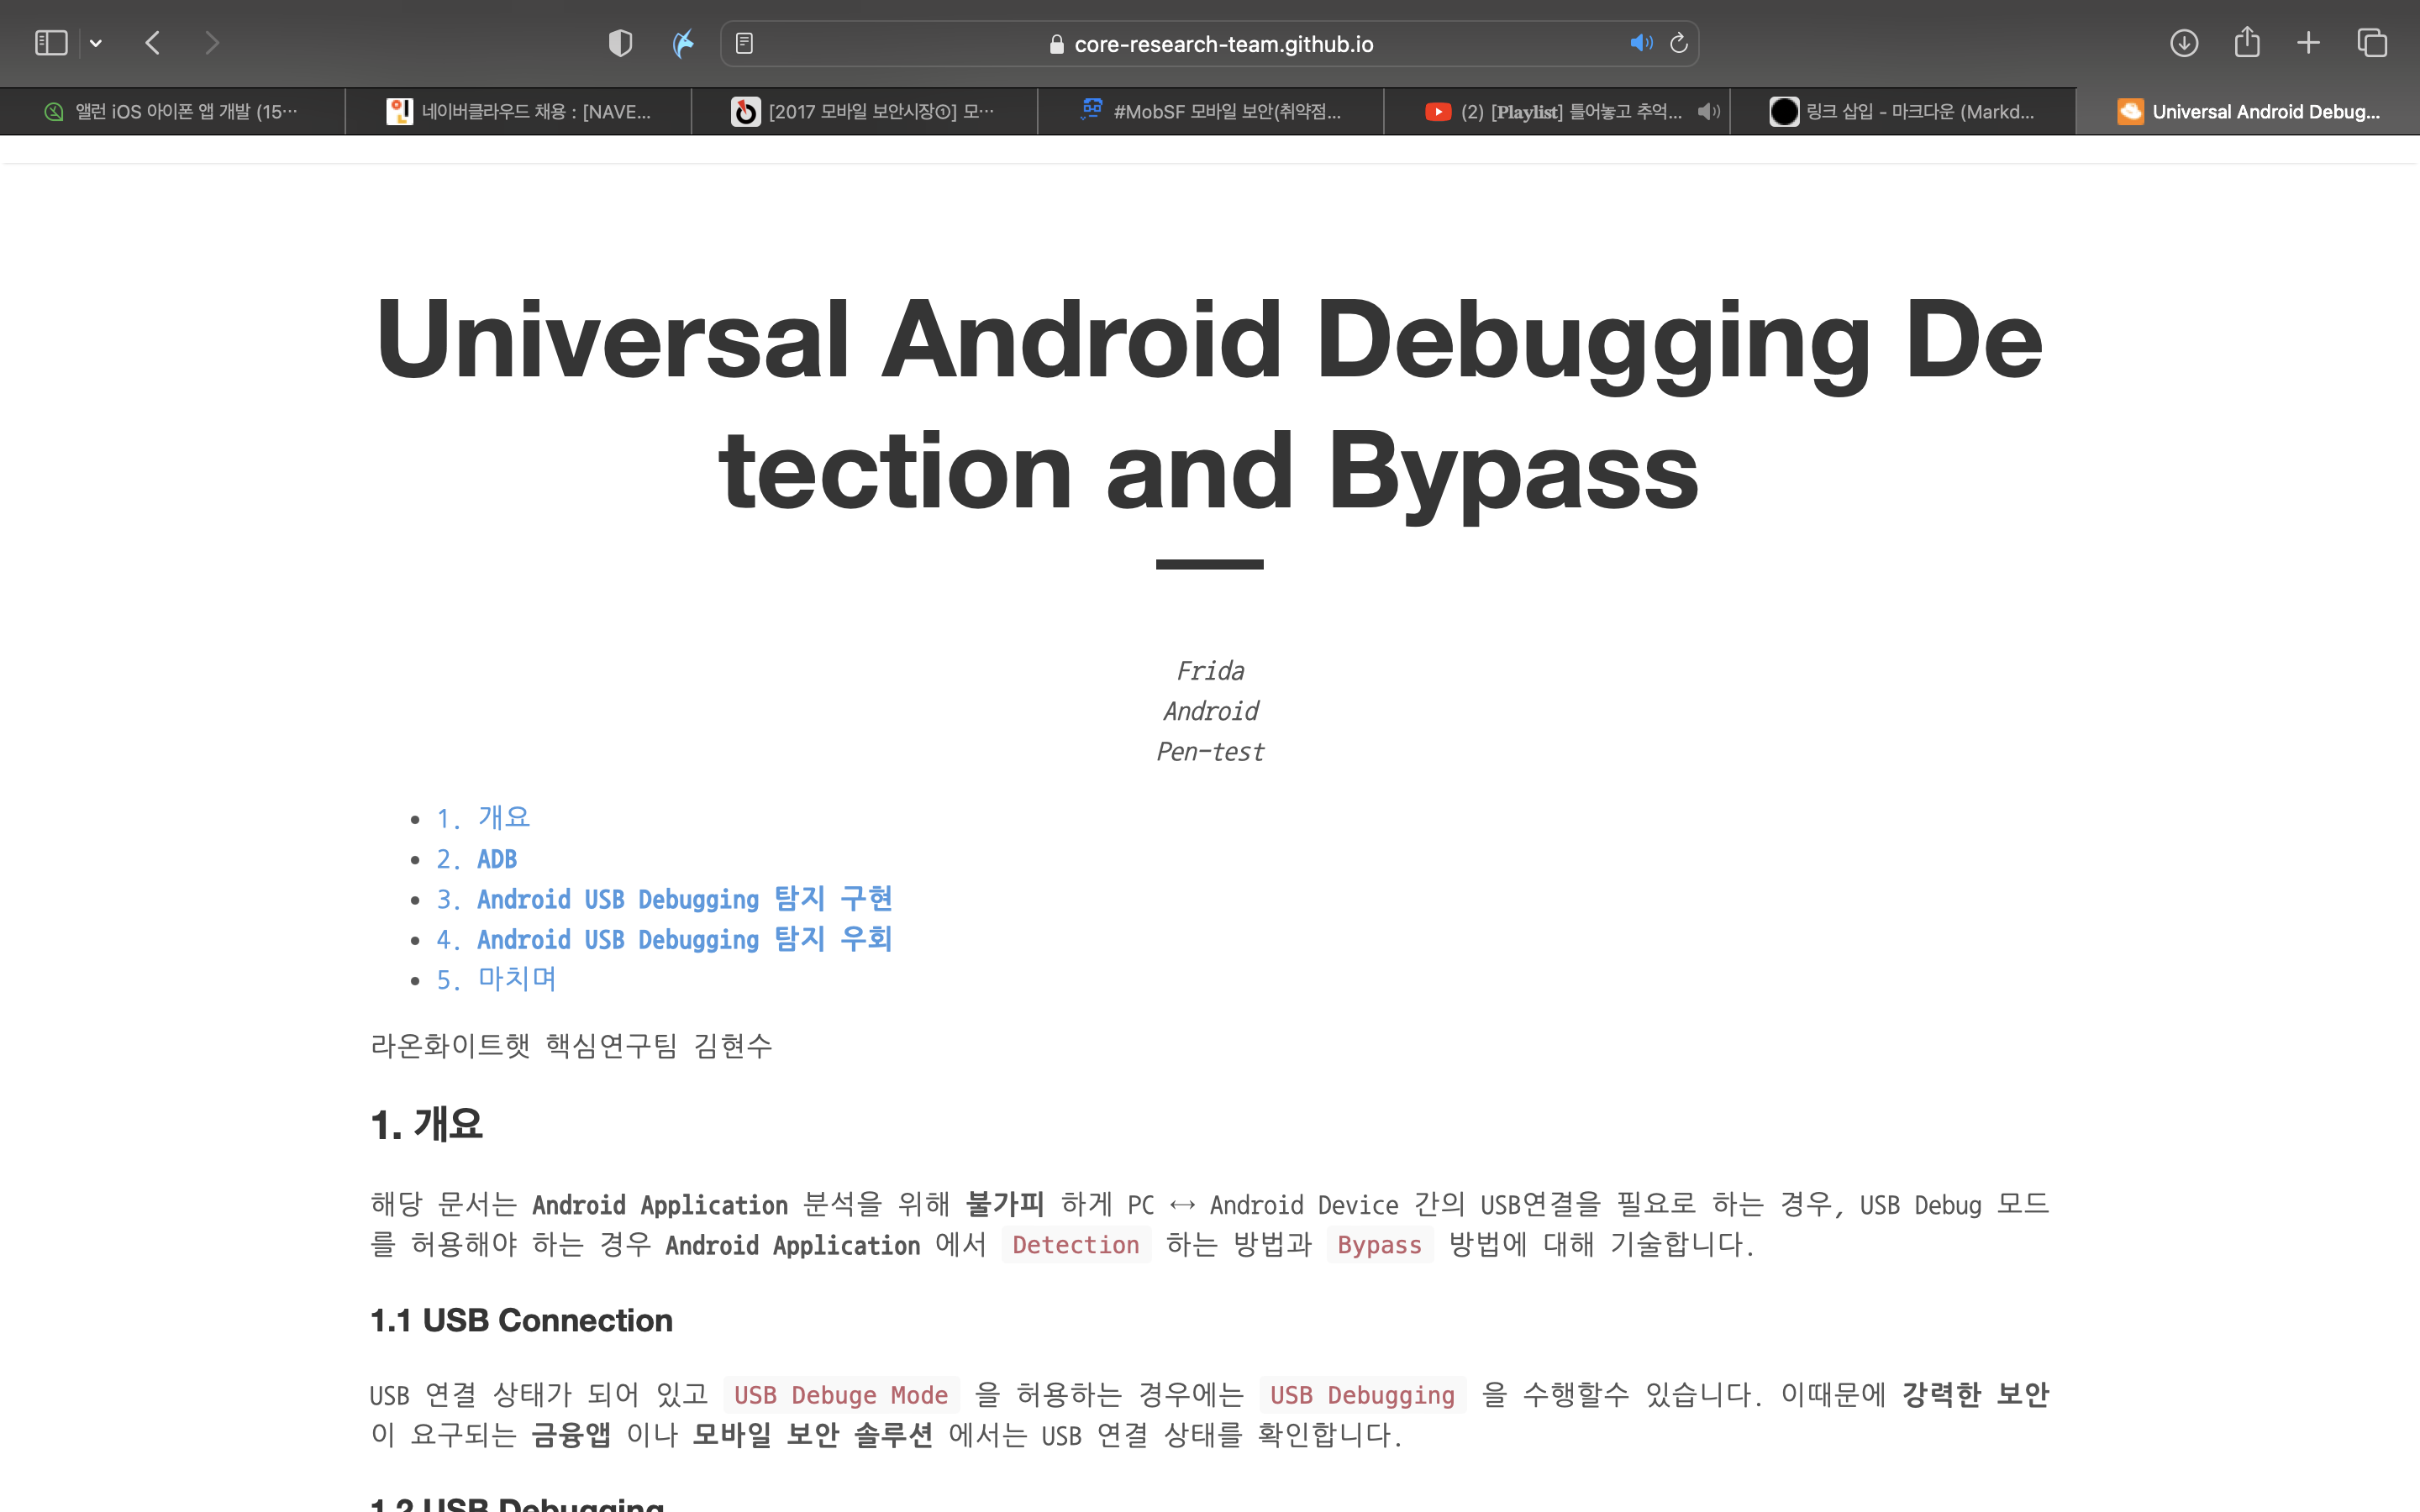 core-research-team.github.io
앨런 iOS 아이폰 앱 개발 (15…
네이버클라우드 채용 : [NAVE...
[2017 모바일 보안시장①] 모…
#MobSF 모바일 보안(취약점...
(2) [Playlist] 틀어놓고 추억...
링크 삽입 - 마크다운 (Markd...
Universal Android Debug...
Universal Android Debugging De
tection and Bypass
Frida
Android
Pen-test
1. 개요
2. ADB
3. Android USB Debugging 탐지 구현
4. Android USB Debugging 탐지 우회
5. 마치며
라온화이트햇 핵심연구팀 김현수
1. 개요
해당 문서는 Android Application 분석을 위해 불가피 하게 PC ↔ Android Device 간의 USB연결을 필요로 하는 경우, USB Debug 모드
를 허용해야 하는 경우 Android Application 에서 Detection 하는 방법과 Bypass 방법에 대해 기술합니다.
1.1 USB Connection
USB 연결 상태가 되어 있고 USB Debuge Mode 을 허용하는 경우에는 USB Debugging 을 수행할수 있습니다. 이때문에 강력한 보안
이 요구되는 금융앱 이나 모바일 보안 솔루션 에서는 USB 연결 상태를 확인합니다.
1.2 USB Debugging